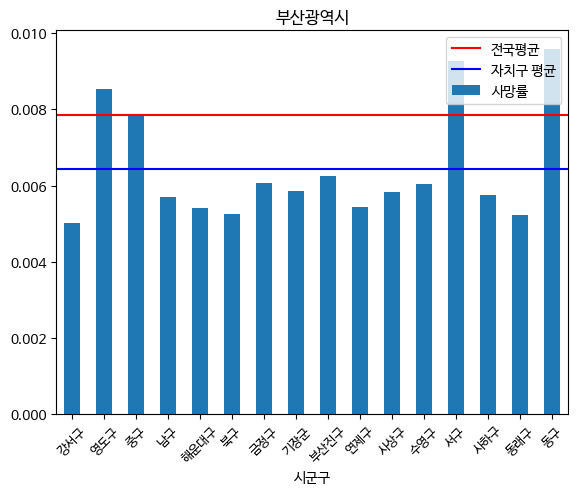 부산광역시
전국평균
자치구 평균
사망률
0.010
0.008
0.006
0.004
0.002
0.000
강서구
영도구
중구
남구
해운대구
북구
금정구
기장군
부산진구
연제구
사상구
수영구
서구
사하구
동래구
동구
시군구